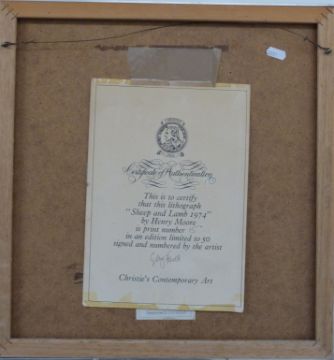 Certificate of Authentication
This is to certify
that this lithograph
"Sheep and Lamb 1974"
by Henry Moore
is print number
in an edition limited to 50
signed and numbered by the artist
Christie's Contemporary Art